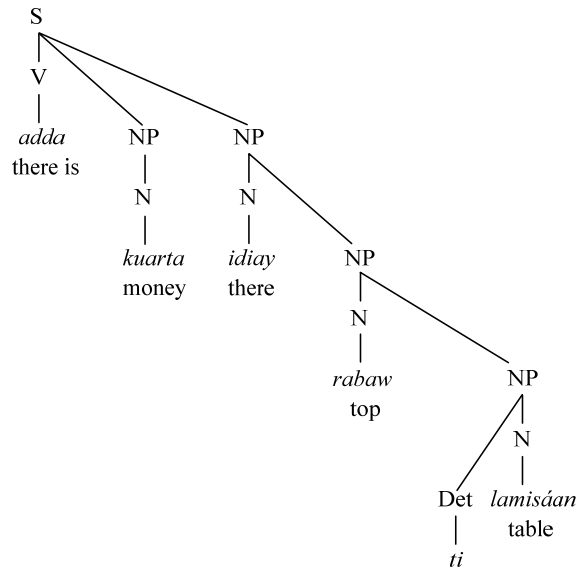 S
V
adda NP NP
there is
N N
kuarta idiay NP
money there
N
rabaw NP
top
N
Det lamisáan
table
ti